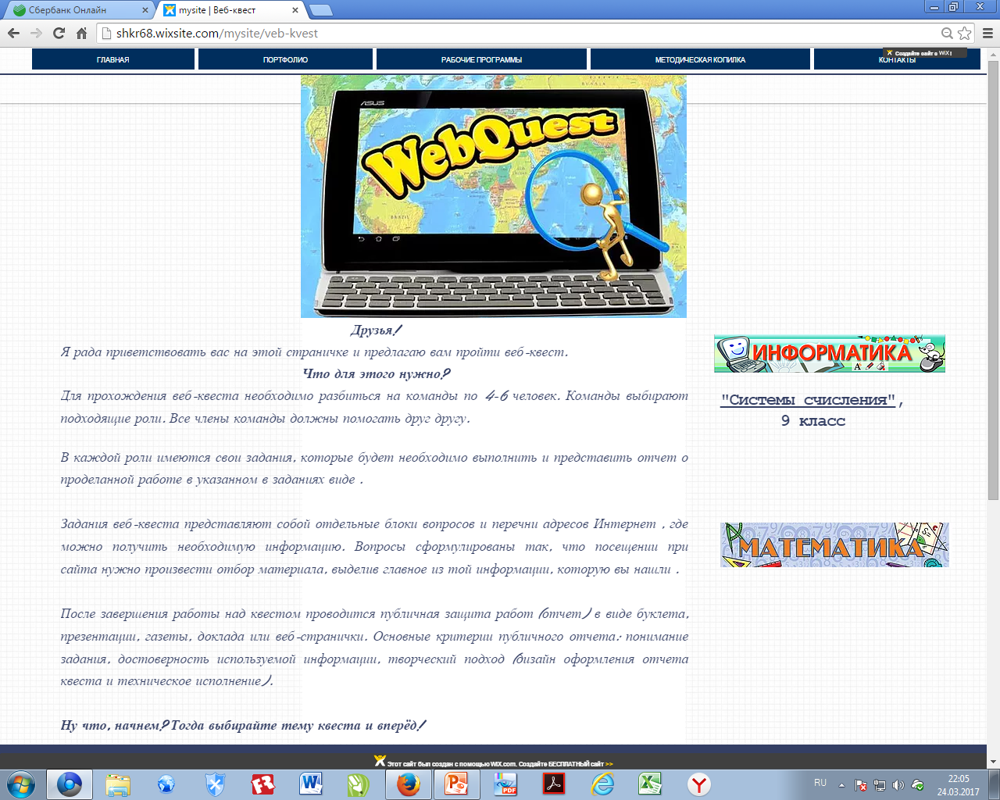 Сбербанк Онлайн
mysite | Веб-квест
shkr68.wixsite.com/mysite/veb-kvest
Создайте сайт с WiX!
ГЛАВНАЯ
ПОРТФОЛИО
РАБОЧИЕ ПРОГРАММЫ
МЕТОДИЧЕСКАЯ КОПИЛКА
КОНТАКТЫ
ASUS
WebQuest
BRAZIL
Друзья!
Я рада приветствовать вас на этой страничке и предлагаю вам пройти веб-квест.
Что для этого нужно?
Для прохождения веб-квеста необходимо разбиться на команды по 4-6 человек. Команды выбирают
подходящие роли. Все члены команды должны помогать друг другу.
В каждой роли имеются свои задания, которые будет необходимо выполнить и представить отчет о
проделанной работе в указанном в заданиях виде .
Задания веб-квеста представляют собой отдельные блоки вопросов и перечни адресов Интернет , где
можно получить необходимую информацию. Вопросы сформулированы так, что посещении при
сайта нужно произвести отбор материала, выделив главное из той информации, которую вы нашли .
После завершения работы над квестом проводится публичная защита работ (отчет) в виде буклета,
презентации, газеты, доклада или веб-странички. Основные критерии публичного отчета: понимание
задания, достоверность используемой информации, творческий подход (дизайн оформления отчета
квеста и техническое исполнение).
Ну что, начнем? Тогда выбирайте тему квеста и вперёд!
ИНФОРМАТИКА
"Системы счисления",
9 класс
МАТЕМАТИКА
Этот сайт был создан с помощью WIX.com. Создайте БЕСПЛАТНЫЙ сайт >>
RU
22:05
24.03.2017